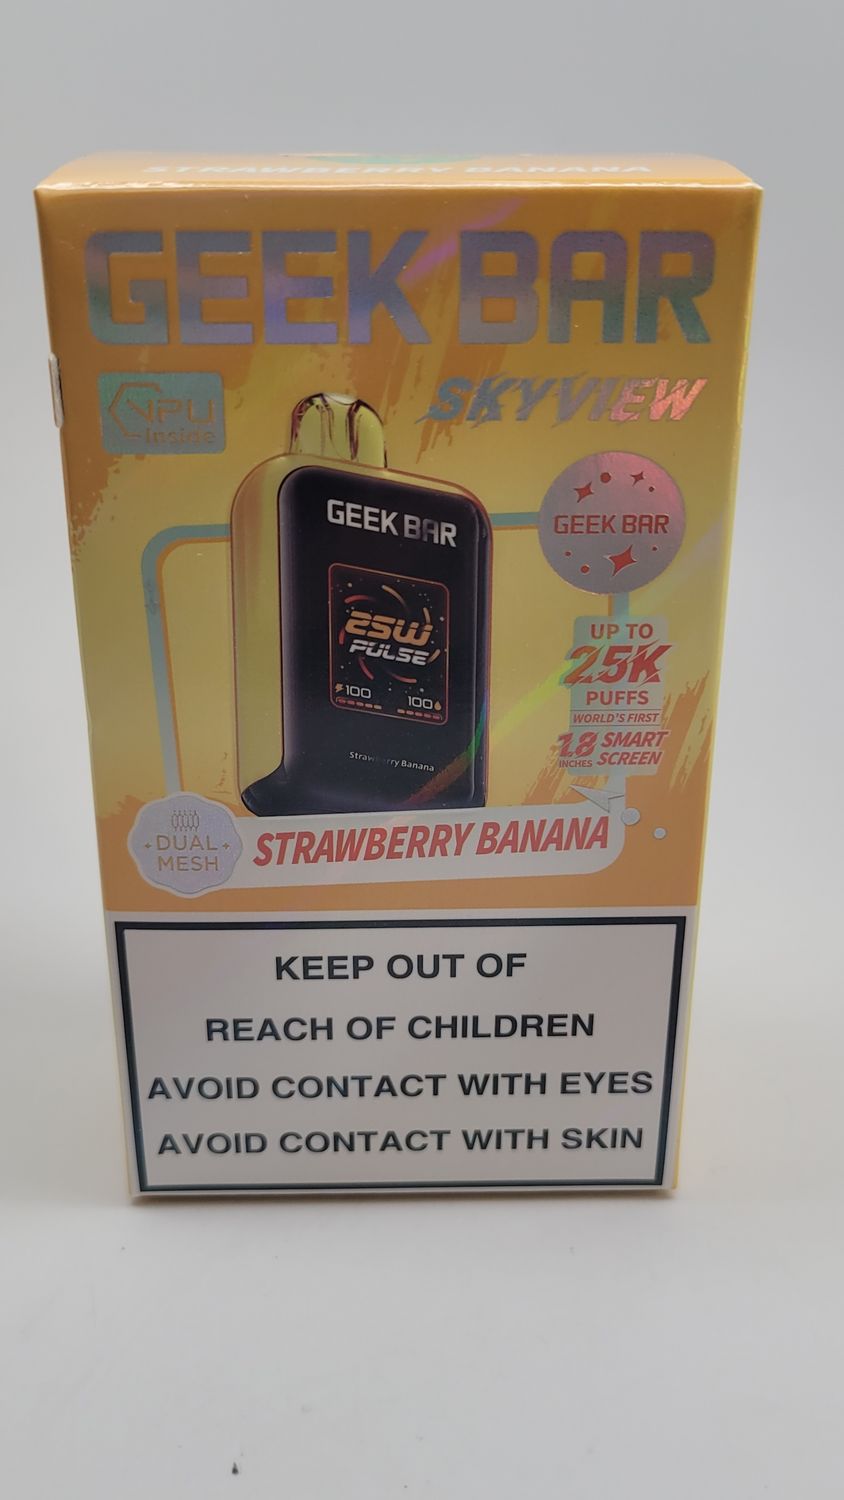 STRAWBERRY BANANA
GEEK BAR
SKYVIEW
VPU
inside
GEEK BAR
GEEK BAR
25W
PULSE
100 100
Strawberry Banana
UP TO
25K
PUFFS
WORLD'S FIRST
1.8 INCHES SMART SCREEN
DUAL
MESH
STRAWBERRY BANANA
KEEP OUT OF
REACH OF CHILDREN
AVOID CONTACT WITH EYES
AVOID CONTACT WITH SKIN